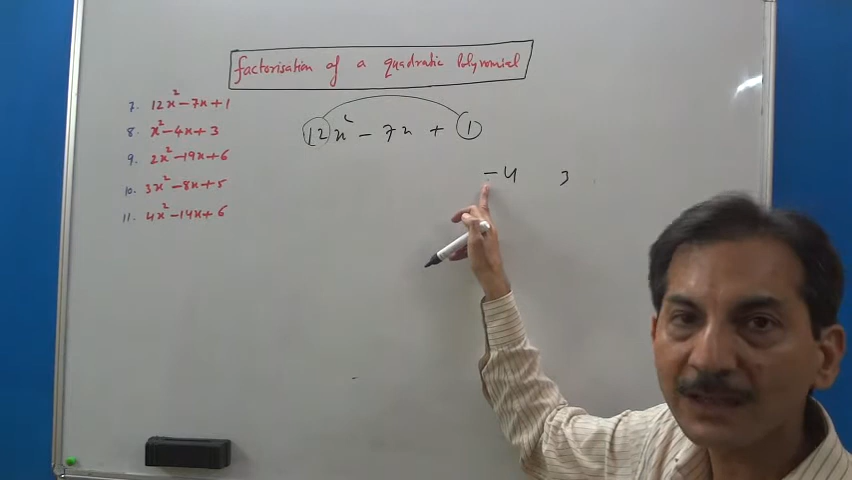 factorisation of a quadratic Polynomial
7. 12x² - 7x + 1
8. x² - 4x + 3
9. 2x² - 19x + 6
10. 3x² - 8x + 5
11. 4x² - 14x + 6
12x² - 7x + 1
-4 3